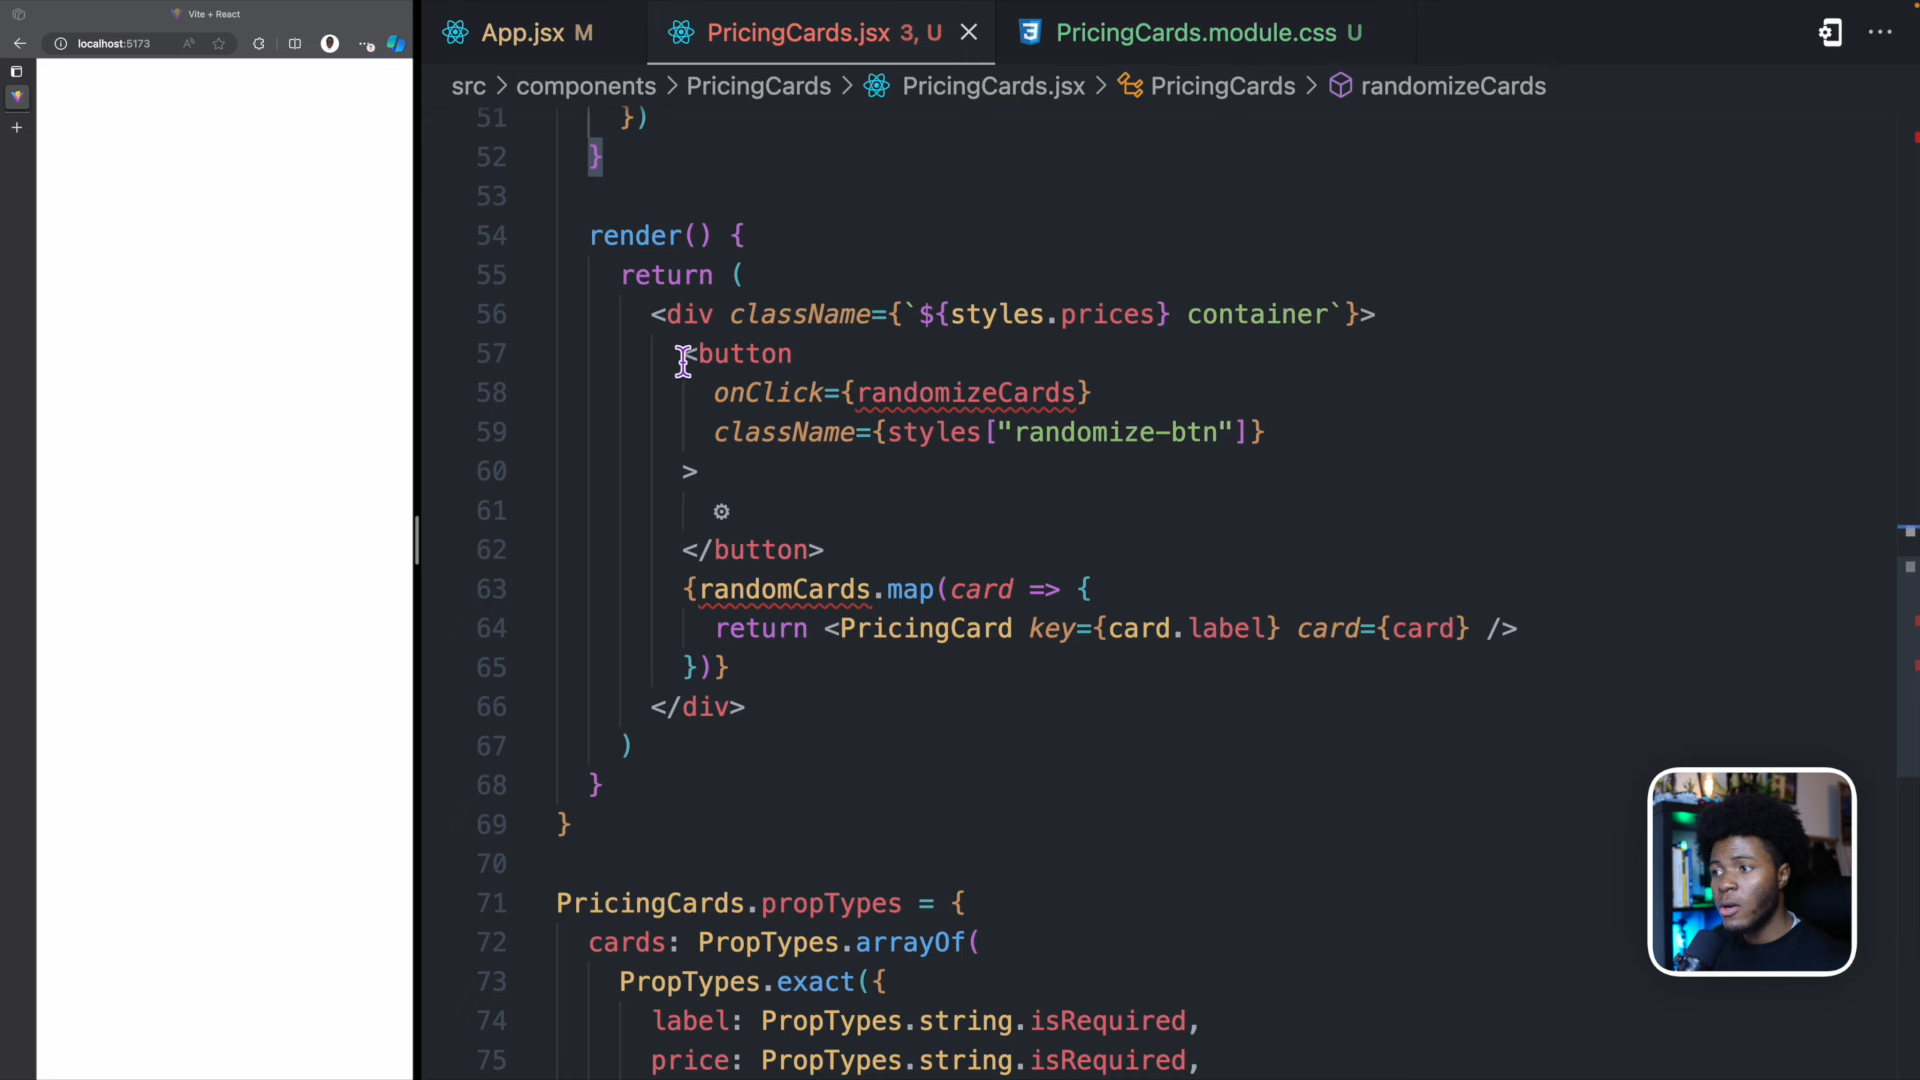 Vite + React
localhost:5173
App.jsx M
PricingCards.jsx 3, U
PricingCards.module.css U
src > components > PricingCards > PricingCards.jsx > PricingCards > randomizeCards
51 })
52 }
53
54 render() {
55 return (
56 <div className={`${styles.prices} container`}>
57 <button
58 onClick={randomizeCards}
59 className={styles["randomize-btn"]}
60 >
61 ⚙
62 </button>
63 {randomCards.map(card => {
64 return <PricingCard key={card.label} card={card} />
65 })}
66 </div>
67 )
68 }
69 }
70
71 PricingCards.propTypes = {
72 cards: PropTypes.arrayOf(
73 PropTypes.exact({
74 label: PropTypes.string.isRequired,
75 price: PropTypes.string.isRequired,